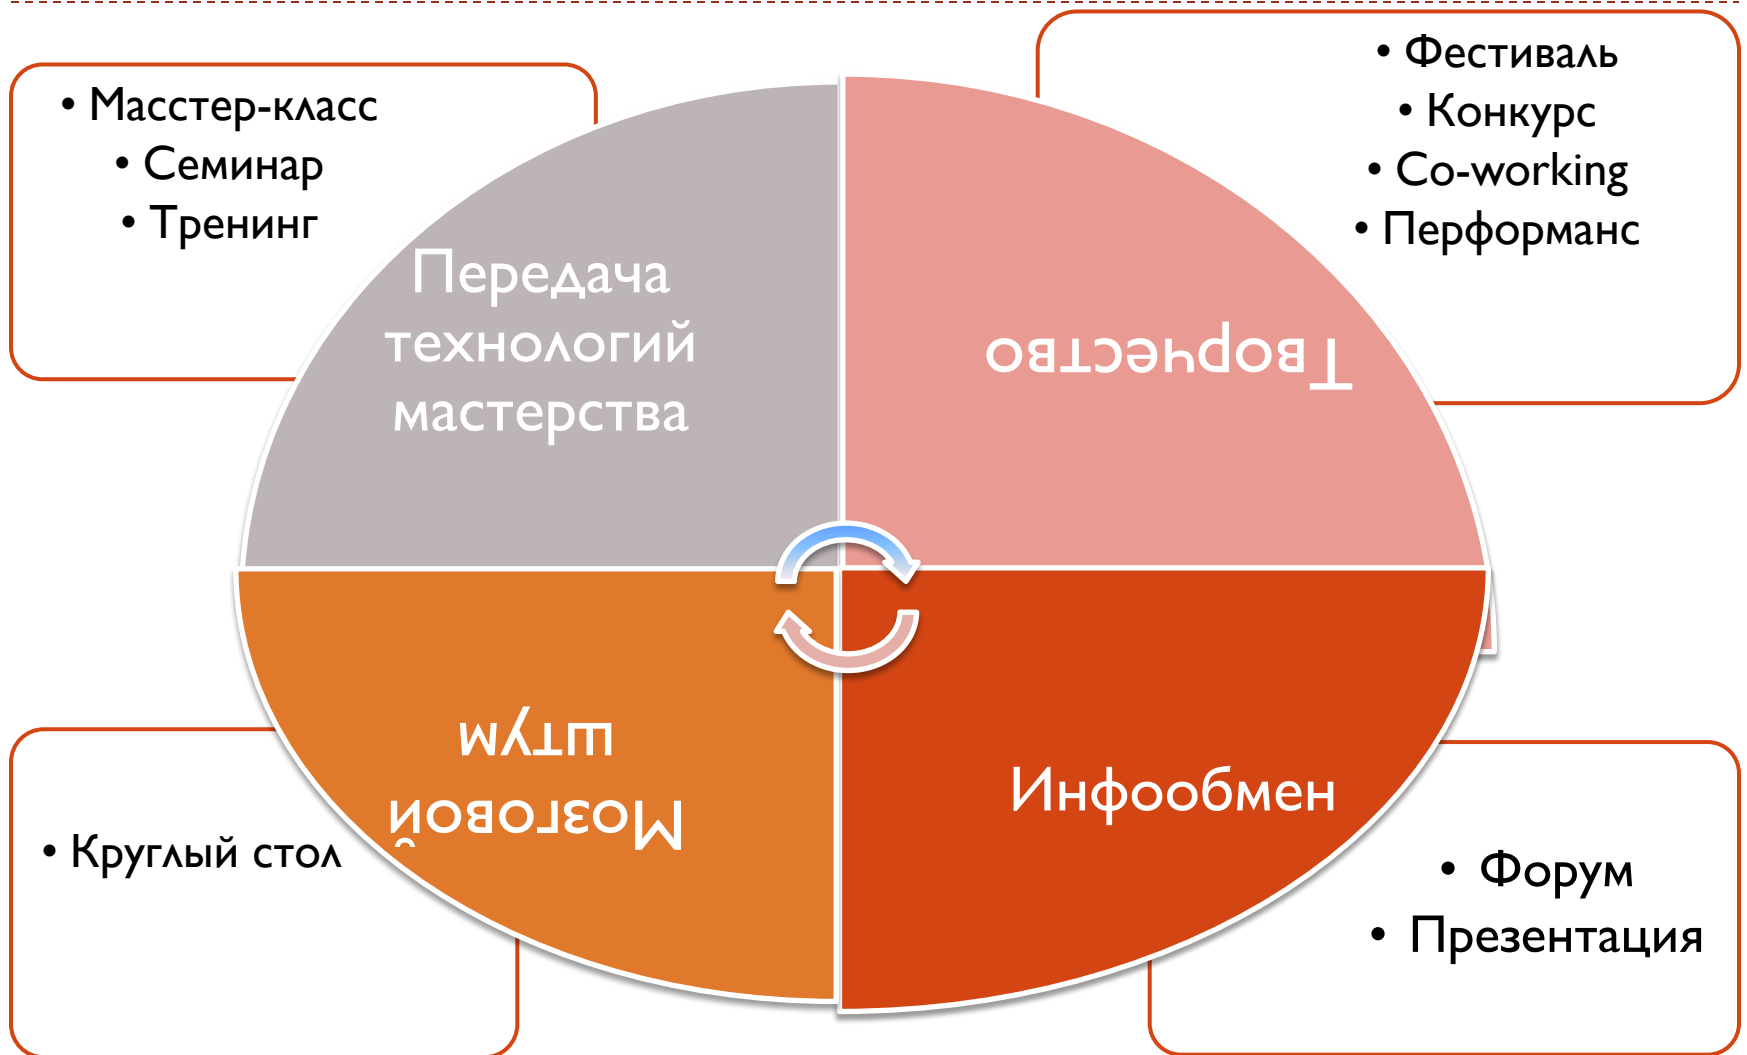 • Масстер-класс
• Семинар
• Тренинг
• Фестиваль
• Конкурс
• Co-working
• Перформанс
Передача
технологий
мастерства
Творчество
Мозговой
штум
Инфообмен
• Круглый стол
• Форум
• Презентация